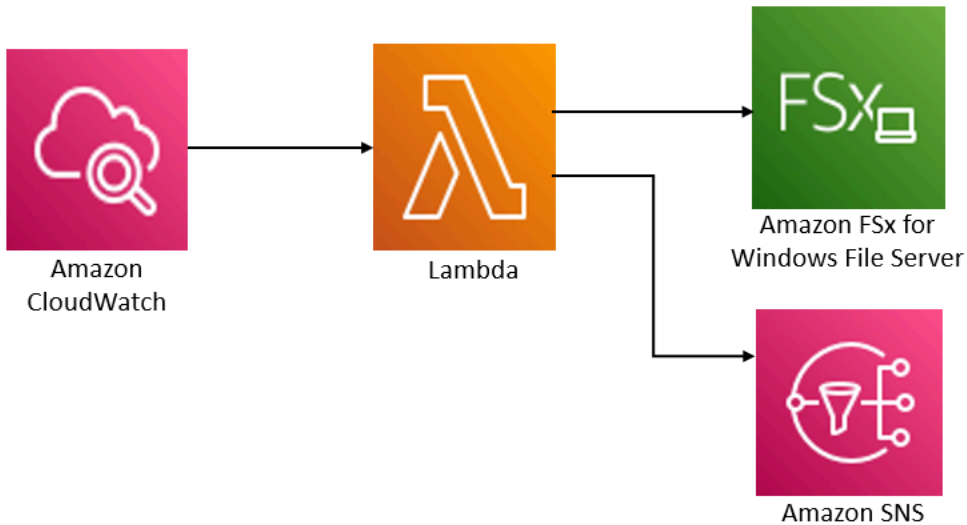 Amazon
CloudWatch
Lambda
FSx
Amazon FSx for
Windows File Server
Amazon SNS